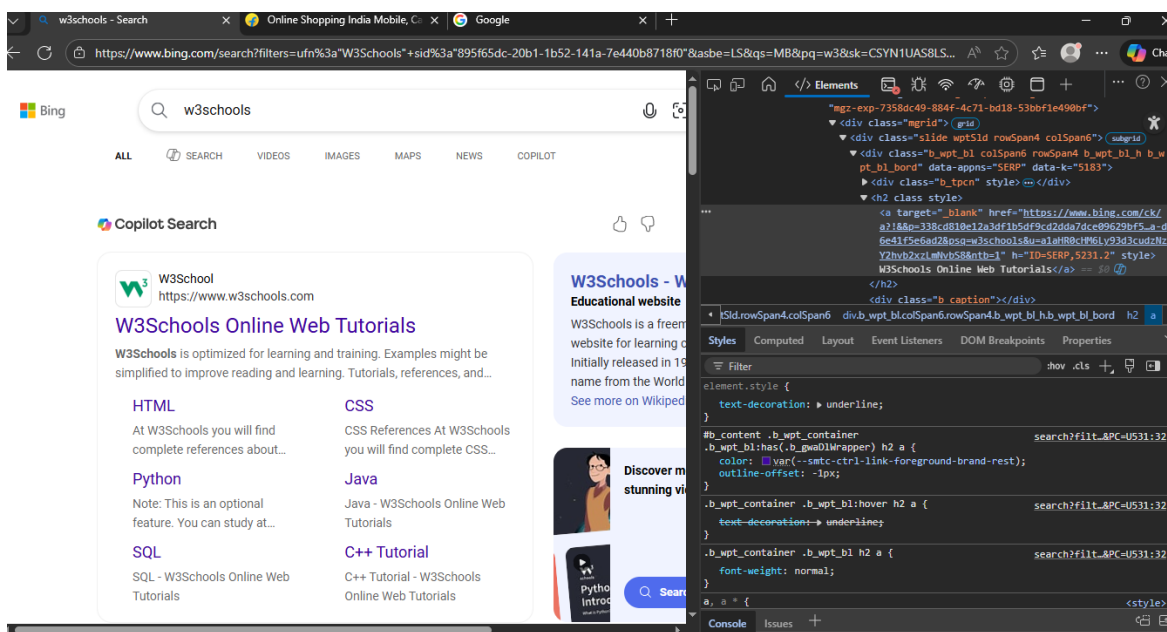 w3schools - Search
Online Shopping India Mobile, Ca
Google
https://www.bing.com/search?filters=ufn%3a"W3Schools"+sid%3a"895f65dc-20b1-1b52-141a-7e440b8718f0"&asbe=LS&qs=MB&pq=w3&sk=CSYN1UAS8LS...
Bing
w3schools
ALL SEARCH VIDEOS IMAGES MAPS NEWS COPILOT
Copilot Search
W3School
https://www.w3schools.com
W3Schools Online Web Tutorials
W3Schools is optimized for learning and training. Examples might be
simplified to improve reading and learning. Tutorials, references, and...
HTML
At W3Schools you will find
complete references about...
CSS
CSS References At W3Schools
you will find complete CSS...
Python
Note: This is an optional
feature. You can study at...
Java
Java - W3Schools Online Web
Tutorials
SQL
SQL - W3Schools Online Web
Tutorials
C++ Tutorial
C++ Tutorial - W3Schools
Online Web Tutorials
W3Schools - W
Educational website
W3Schools is a freem
website for learning c
Initially released in 19
name from the World
See more on Wikiped
Discover m
stunning vi
Pytho
Introc
Sear
Elements
"mgz-exp-7358dc49-884f-4c71-bd18-53bbf1e490bf">
<div class="mgrid"> grid
<div class="slide wptSld rowSpan4 colSpan6"> subgrid
<div class="b_wpt_bl colSpan6 rowSpan4 b_wpt_bl_h b_w
pt_bl_bord" data-appns="SERP" data-k="5183">
<div class="b_tpcn" style>…</div>
<h2 class style>
<a target="_blank" href="https://www.bing.com/ck/
a?!&&p=338cd810e12a3df1b5df9cd2dda7dce09629bf5…a-d
6e41f5e6ad2&psq=w3schools&u=a1aHR0cHM6Ly93d3cudzNz
Y2hvb2xzLmNvbS8&ntb=1" h="ID=SERP,5231.2" style>
W3Schools Online Web Tutorials</a> == $0
</h2>
<div class="b_caption"></div>
tSld.rowSpan4.colSpan6 div.b_wpt_bl.colSpan6.rowSpan4.b_wpt_bl_h.b_wpt_bl_bord h2 a
Styles Computed Layout Event Listeners DOM Breakpoints Properties
Filter :hov .cls
element.style {
text-decoration: underline;
}
#b_content .b_wpt_container search?filt…&PC=U531:32
.b_wpt_bl:has(.b_gwaDlWrapper) h2 a {
color: var(--smtc-ctrl-link-foreground-brand-rest);
outline-offset: -1px;
}
.b_wpt_container .b_wpt_bl:hover h2 a { search?filt…&PC=U531:32
text-decoration: underline;
}
.b_wpt_container .b_wpt_bl h2 a { search?filt…&PC=U531:32
font-weight: normal;
}
a, a * { <style>
Console Issues